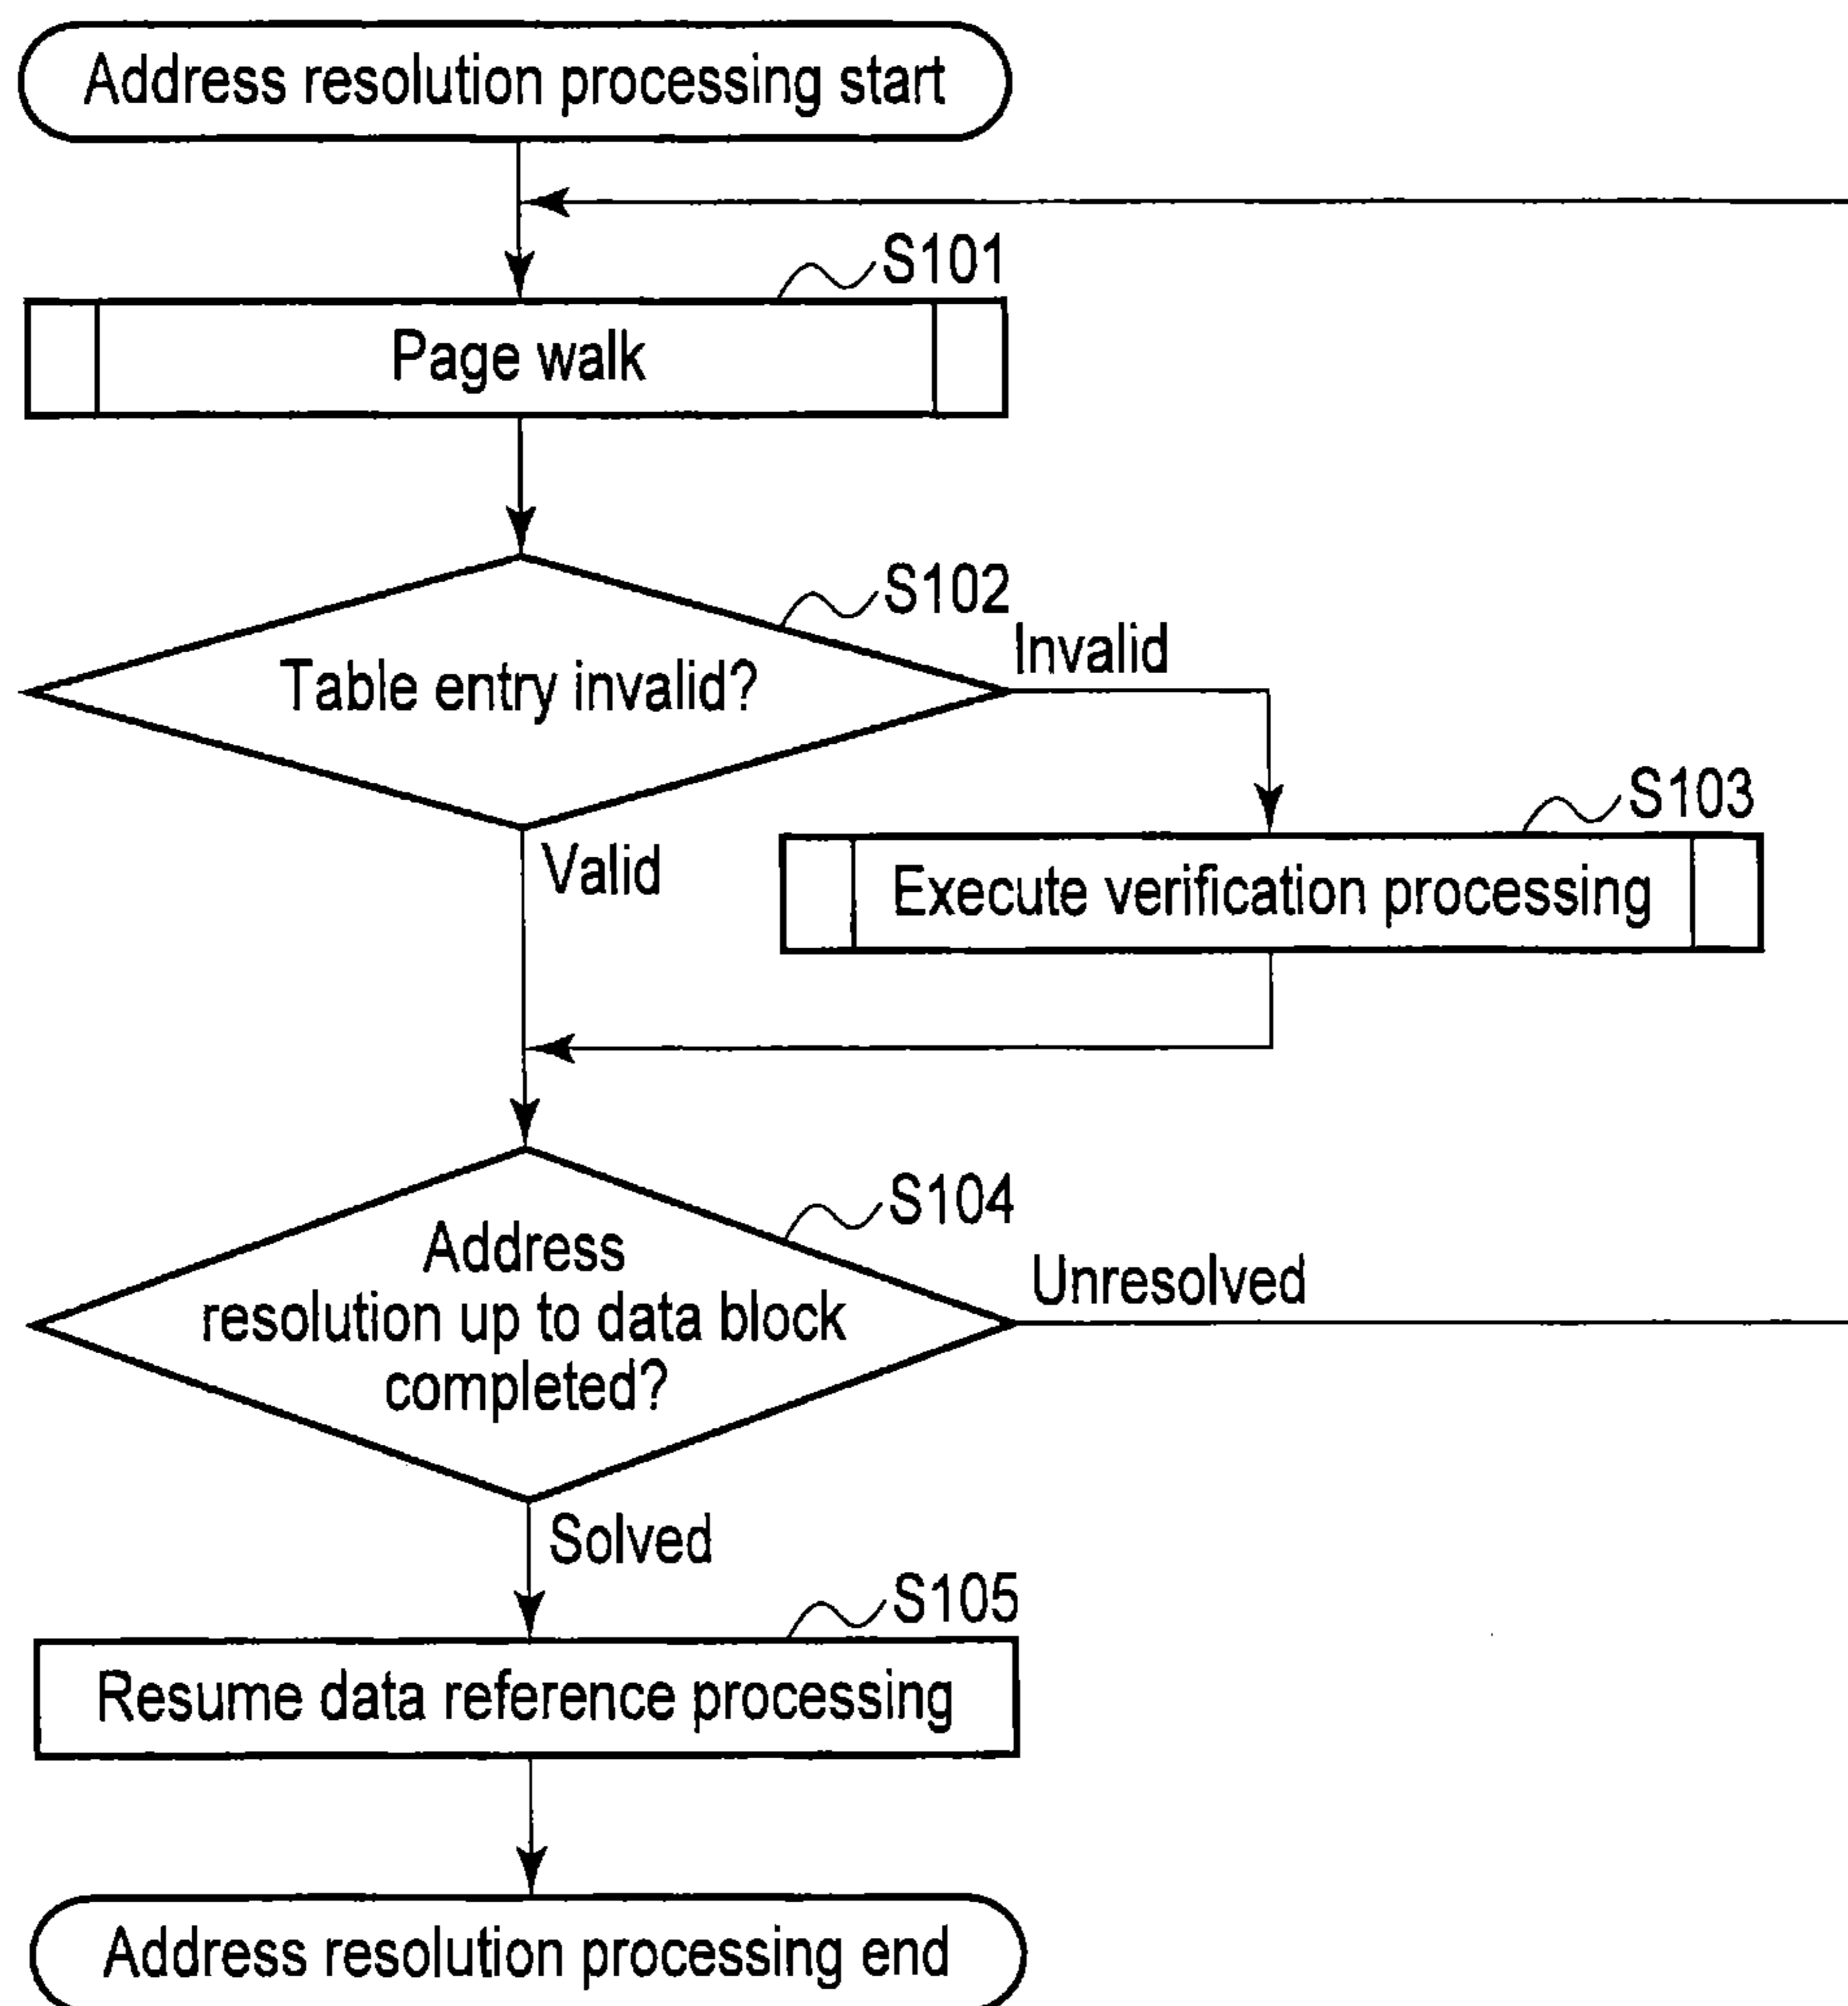 Address resolution processing start
S101
Page walk
S102
Table entry invalid?
Invalid
Valid
S103
Execute verification processing
S104
Address
resolution up to data block
completed?
Unresolved
Solved
S105
Resume data reference processing
Address resolution processing end